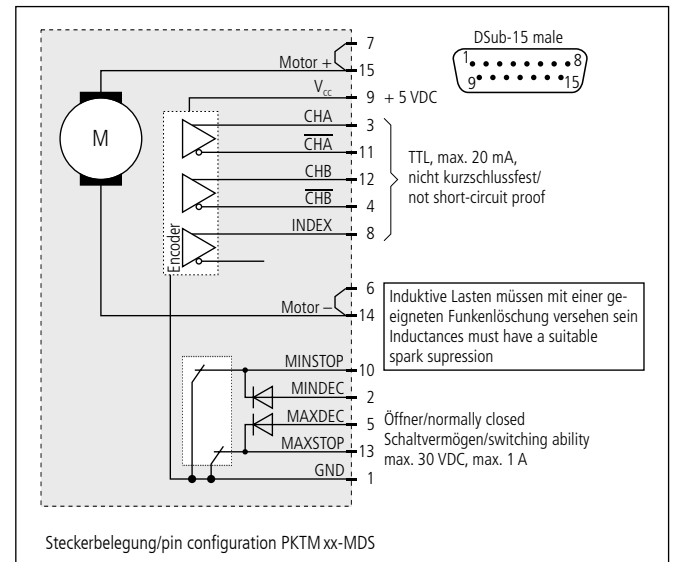 DSub-15 male
1 8
9 15
7
Motor + 15
Vcc 9 + 5 VDC
M
CHA 3
C̅H̅A̅ 11
CHB 12
C̅H̅B̅ 4
INDEX 8
Encoder
TTL, max. 20 mA,
nicht kurzschlussfest/
not short-circuit proof
6
Motor – 14
Induktive Lasten müssen mit einer ge-
eigneten Funkenlöschung versehen sein
Inductances must have a suitable
spark supression
MINSTOP 10
MINDEC 2
MAXDEC 5
MAXSTOP 13
GND 1
Öffner/normally closed
Schaltvermögen/switching ability
max. 30 VDC, max. 1 A
Steckerbelegung/pin configuration PKTM xx-MDS